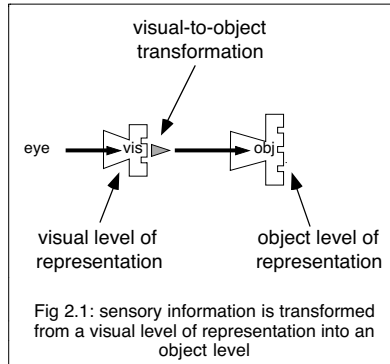 visual-to-object
transformation
eye
vis
obj
visual level of
representation
object level of
representation
Fig 2.1: sensory information is transformed
from a visual level of representation into an
object level